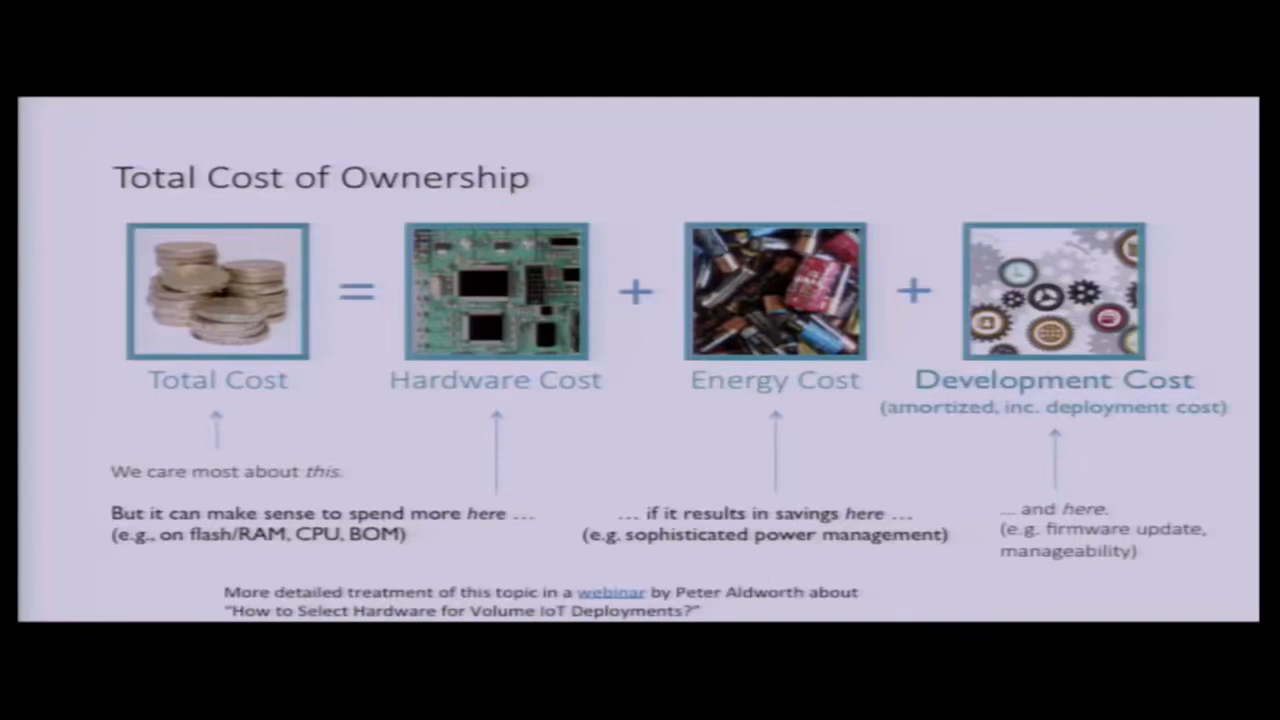 Total Cost of Ownership
= + +
Total Cost
Hardware Cost
Energy Cost
Development Cost
(amortized, inc. deployment cost)
We care most about this.
But it can make sense to spend more here ...
(e.g., on flash/RAM, CPU, BOM)
... if it results in savings here ...
(e.g. sophisticated power management)
... and here.
(e.g. firmware update,
manageability)
More detailed treatment of this topic in a webinar by Peter Aldworth about
"How to Select Hardware for Volume IoT Deployments?"